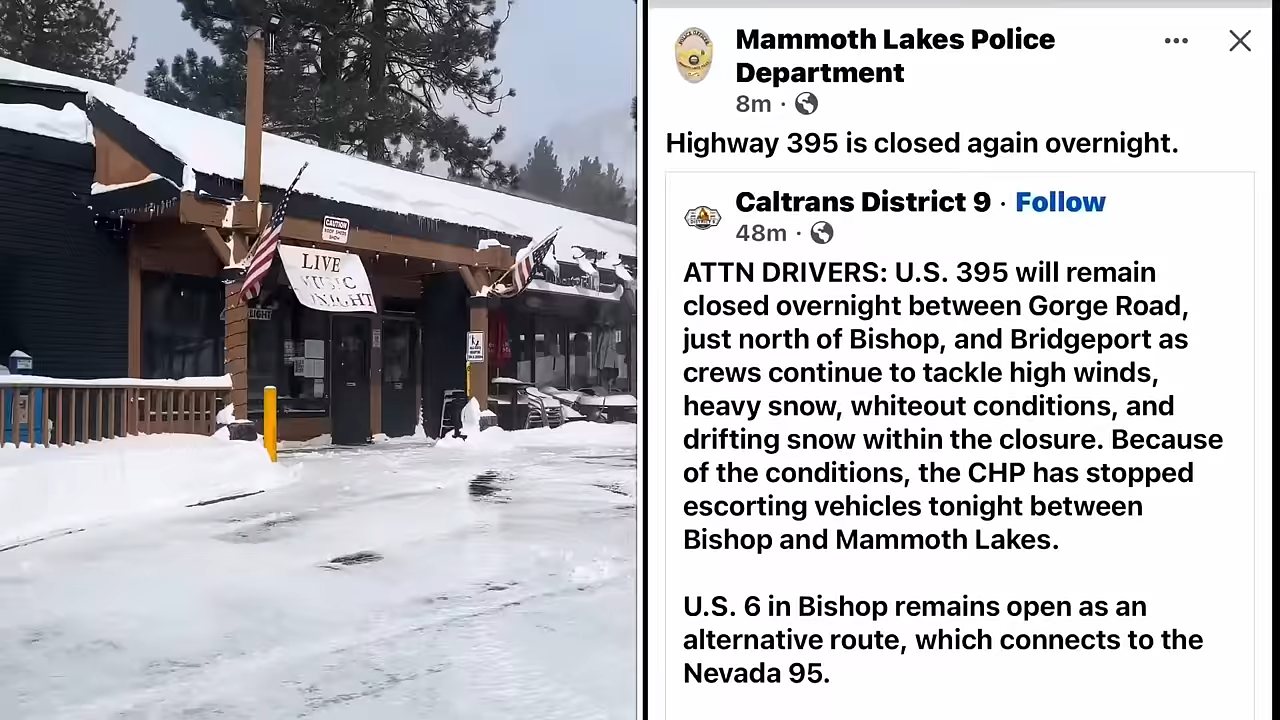 CAUTION
ROOF SHEDS
SNOW
LIVE
MUSIC
NIGHT
Mammoth Lakes Police
Department
8m ·
Highway 395 is closed again overnight.
Caltrans District 9 · Follow
48m ·
ATTN DRIVERS: U.S. 395 will remain
closed overnight between Gorge Road,
just north of Bishop, and Bridgeport as
crews continue to tackle high winds,
heavy snow, whiteout conditions, and
drifting snow within the closure. Because
of the conditions, the CHP has stopped
escorting vehicles tonight between
Bishop and Mammoth Lakes.
U.S. 6 in Bishop remains open as an
alternative route, which connects to the
Nevada 95.